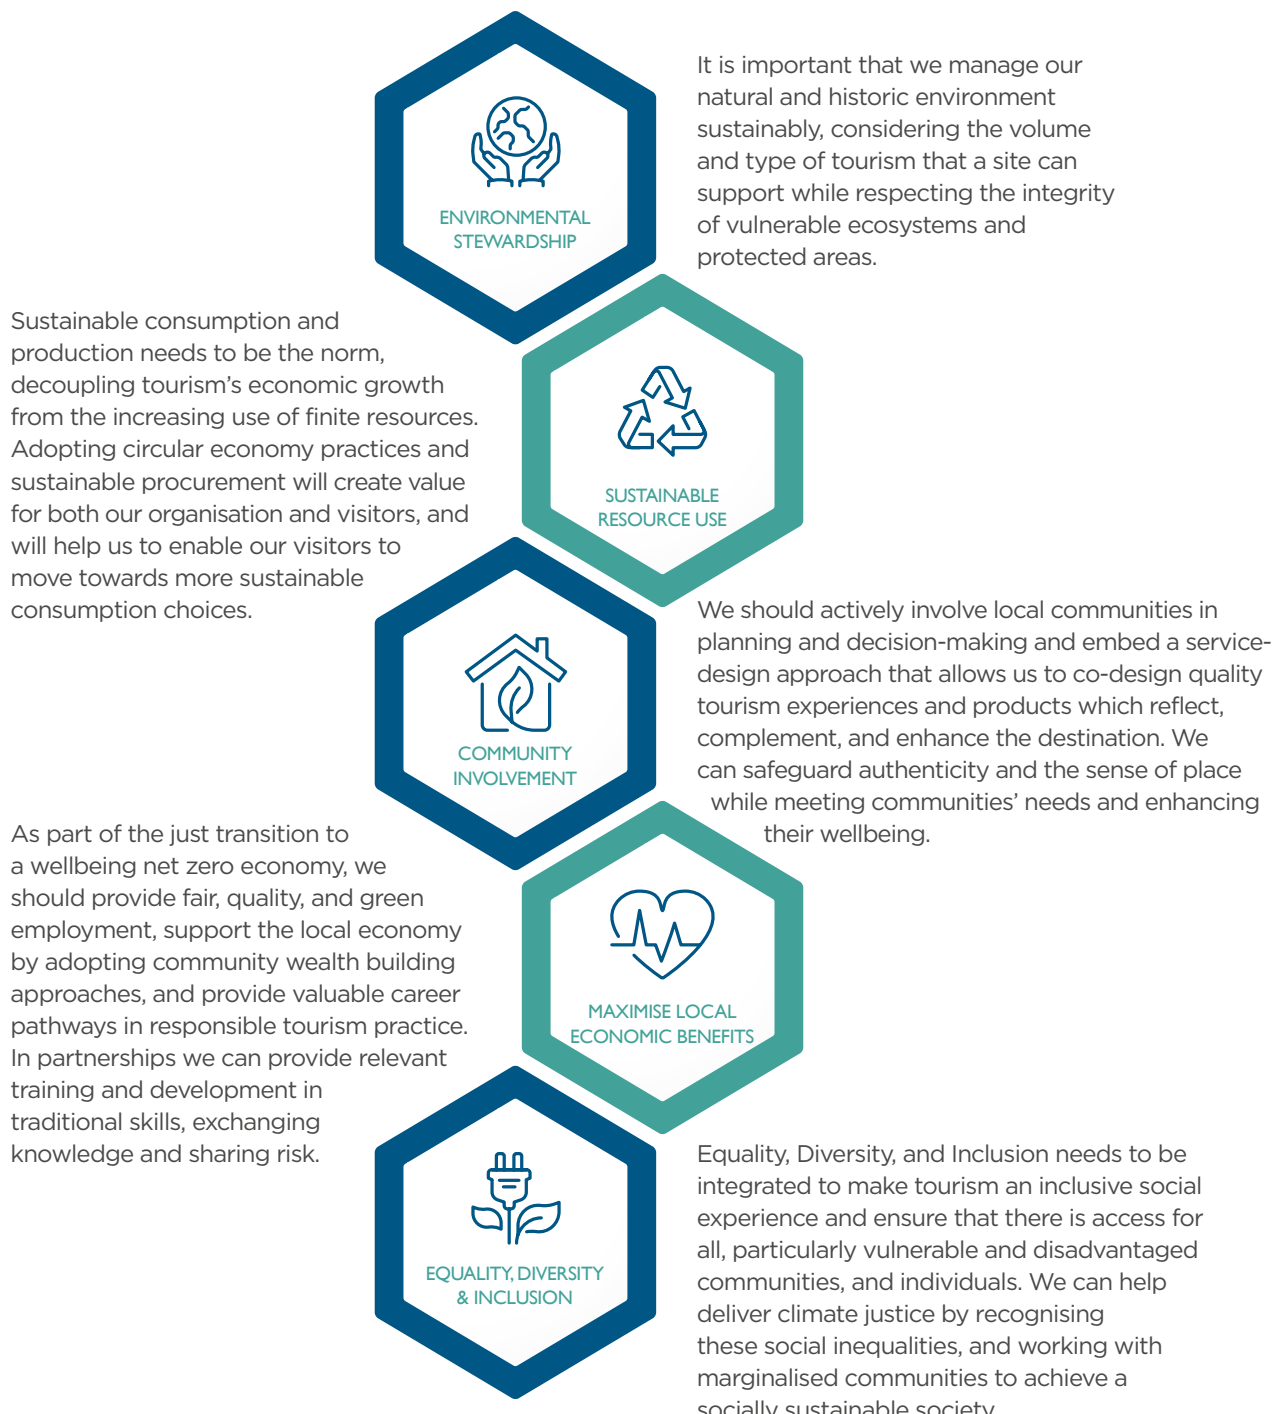 ENVIRONMENTAL
STEWARDSHIP
It is important that we manage our
natural and historic environment
sustainably, considering the volume
and type of tourism that a site can
support while respecting the integrity
of vulnerable ecosystems and
protected areas.
Sustainable consumption and
production needs to be the norm,
decoupling tourism’s economic growth
from the increasing use of finite resources.
Adopting circular economy practices and
sustainable procurement will create value
for both our organisation and visitors, and
will help us to enable our visitors to
move towards more sustainable
consumption choices.
SUSTAINABLE
RESOURCE USE
COMMUNITY
INVOLVEMENT
We should actively involve local communities in
planning and decision-making and embed a service-
design approach that allows us to co-design quality
tourism experiences and products which reflect,
complement, and enhance the destination. We
can safeguard authenticity and the sense of place
while meeting communities’ needs and enhancing
their wellbeing.
As part of the just transition to
a wellbeing net zero economy, we
should provide fair, quality, and green
employment, support the local economy
by adopting community wealth building
approaches, and provide valuable career
pathways in responsible tourism practice.
In partnerships we can provide relevant
training and development in
traditional skills, exchanging
knowledge and sharing risk.
MAXIMISE LOCAL
ECONOMIC BENEFITS
EQUALITY, DIVERSITY
& INCLUSION
Equality, Diversity, and Inclusion needs to be
integrated to make tourism an inclusive social
experience and ensure that there is access for
all, particularly vulnerable and disadvantaged
communities, and individuals. We can help
deliver climate justice by recognising
these social inequalities, and working with
marginalised communities to achieve a
socially sustainable society.